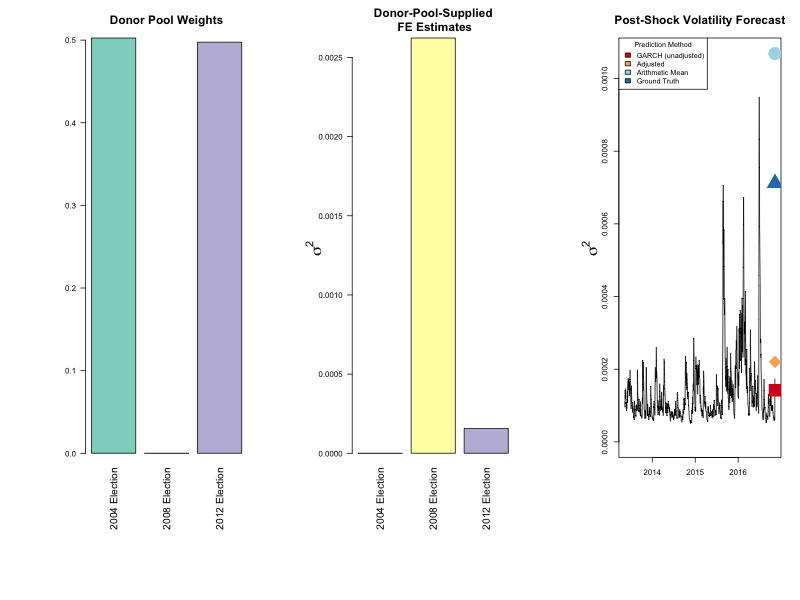 Donor Pool Weights
0.5
0.4
0.3
0.2
0.1
0.0
2004 Election
2008 Election
2012 Election
Donor-Pool-Supplied
FE Estimates
σ2
0.0025
0.0020
0.0015
0.0010
0.0005
0.0000
2004 Election
2008 Election
2012 Election
Post-Shock Volatility Forecast
σ2
0.0010
0.0008
0.0006
0.0004
0.0002
0.0000
Prediction Method
GARCH (unadjusted)
Adjusted
Arithmetic Mean
Ground Truth
2014
2015
2016